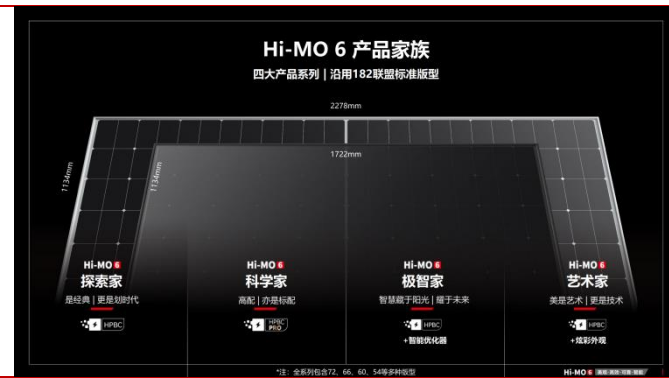 Hi-MO 6 产品家族
四大产品系列 | 沿用182联盟标准版型
2278mm
1722mm
1134mm
1134mm
Hi-MO 6
探索家
是经典 | 更是划时代
HPBC
Hi-MO 6
科学家
高配 | 亦是标配
HPBC PRO
Hi-MO 6
极智家
智慧藏于阳光 | 耀于未来
HPBC
+智能优化器
Hi-MO 6
艺术家
美是艺术 | 更是技术
HPBC
+炫彩外观
*注：全系列包含72、66、60、54等多种版型
Hi-MO 6